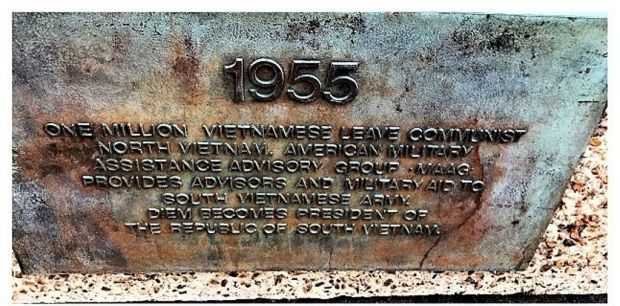 1955
ONE MILLION VIETNAMESE LEAVE COMMUNIST
NORTH VIETNAM. AMERICAN MILITARY
ASSISTANCE ADVISORY GROUP -MAAG-
PROVIDES ADVISORS AND MILITARY AID TO
SOUTH VIETNAMESE ARMY.
DIEM BECOMES PRESIDENT OF
THE REPUBLIC OF SOUTH VIETNAM.